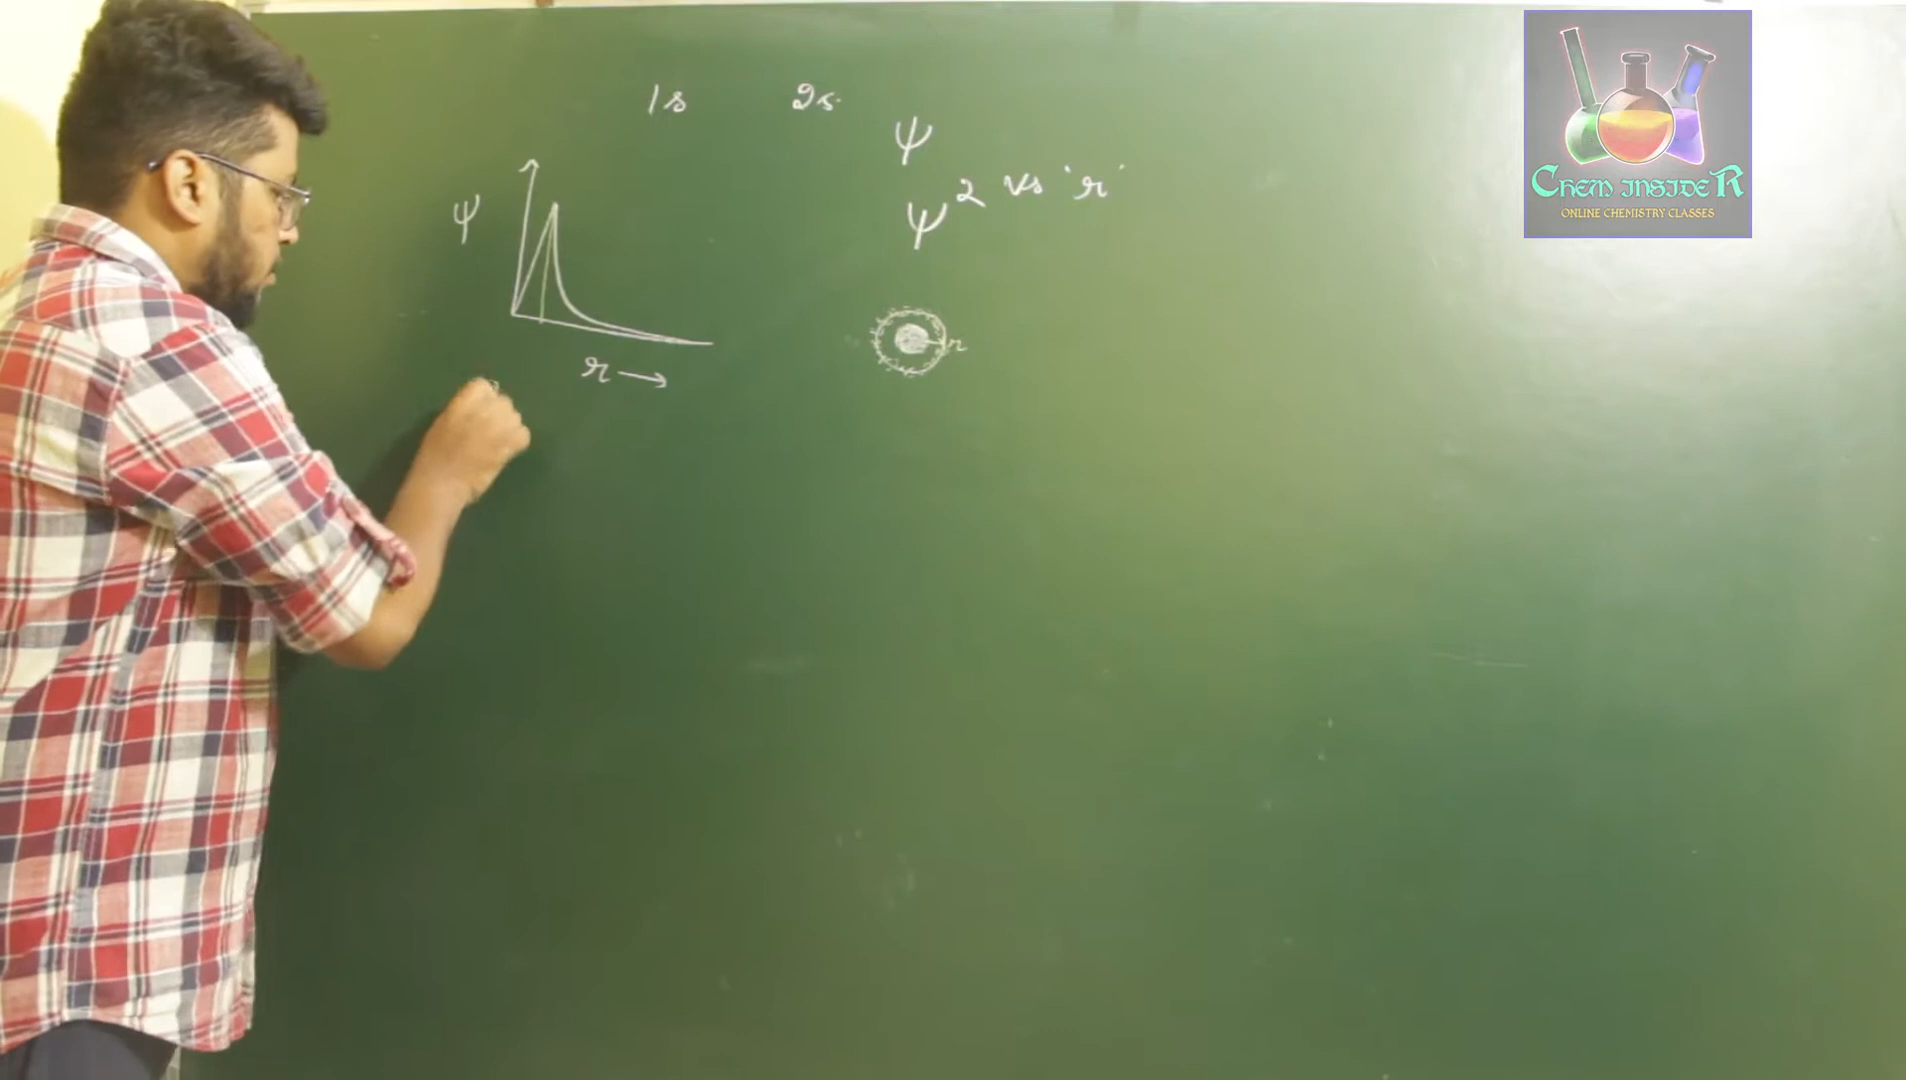 1s 2s
ψ
ψ² vs 'r'
ψ
r
r →
CHEM INSIDER
ONLINE CHEMISTRY CLASSES